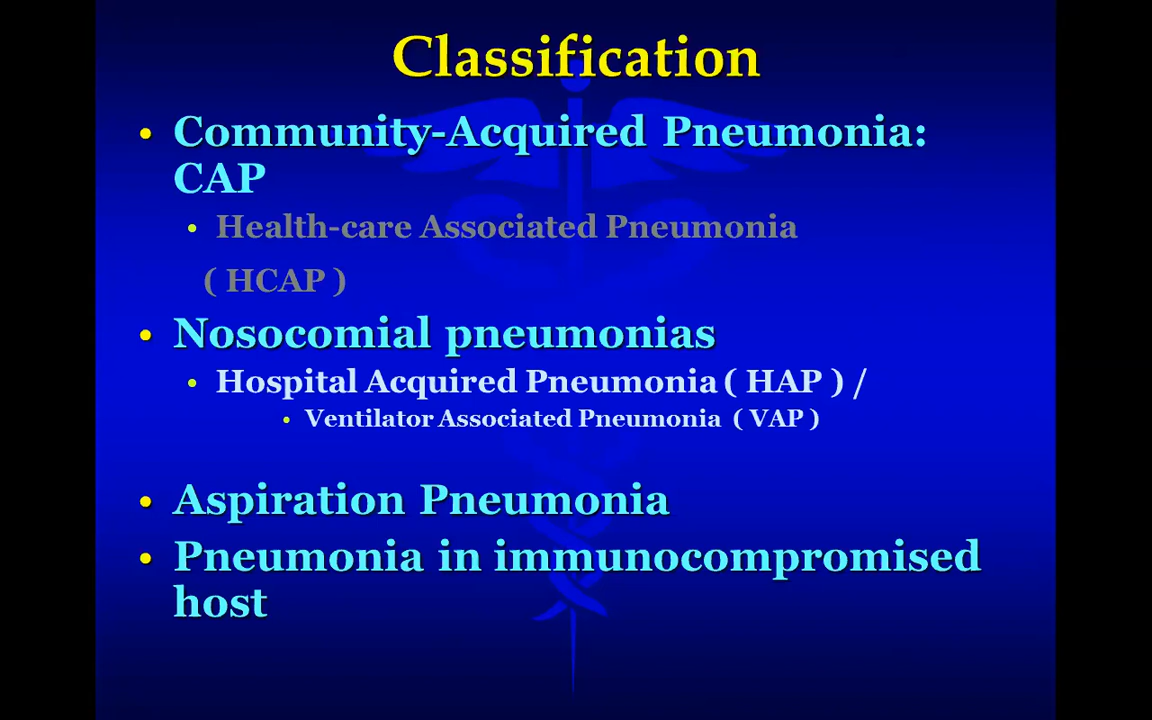 Classification
• Community-Acquired Pneumonia:
CAP
• Health-care Associated Pneumonia
( HCAP )
• Nosocomial pneumonias
• Hospital Acquired Pneumonia ( HAP ) /
• Ventilator Associated Pneumonia ( VAP )
• Aspiration Pneumonia
• Pneumonia in immunocompromised
host